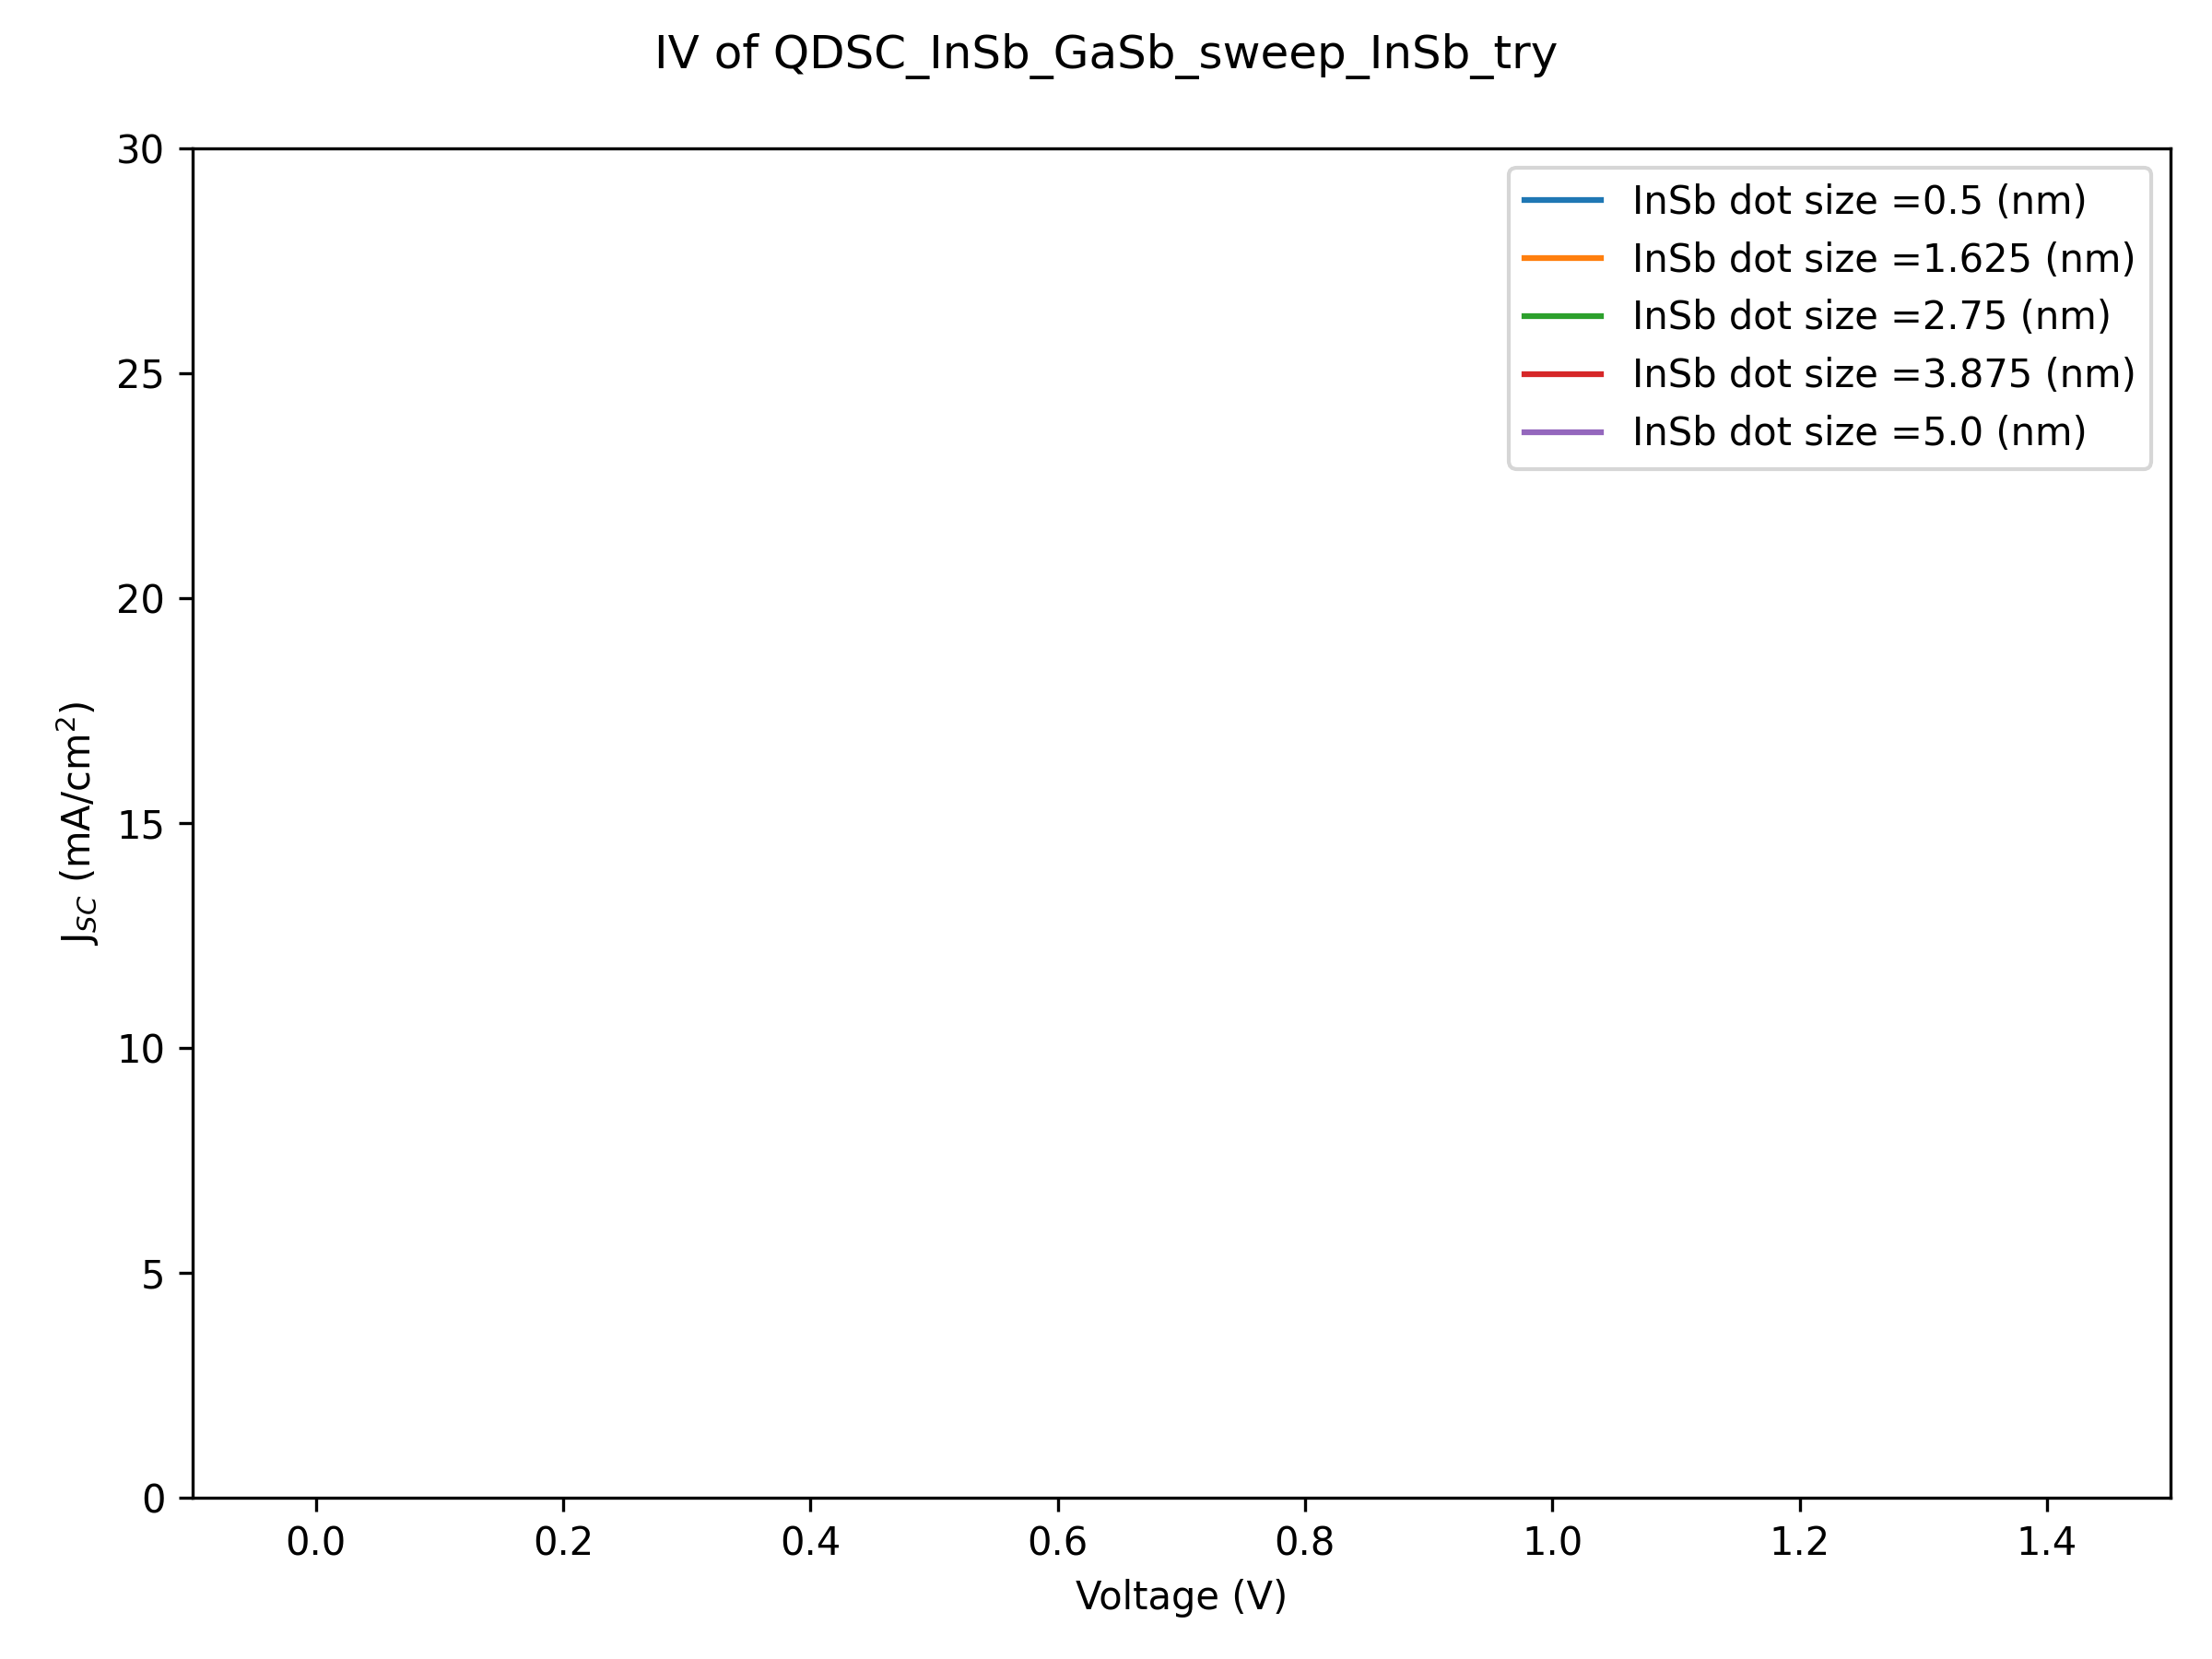 IV of QDSC_InSb_GaSb_sweep_InSb_try
30
25
20
15
10
5
0
J_SC (mA/cm²)
InSb dot size =0.5 (nm)
InSb dot size =1.625 (nm)
InSb dot size =2.75 (nm)
InSb dot size =3.875 (nm)
InSb dot size =5.0 (nm)
0.0 0.2 0.4 0.6 0.8 1.0 1.2 1.4
Voltage (V)